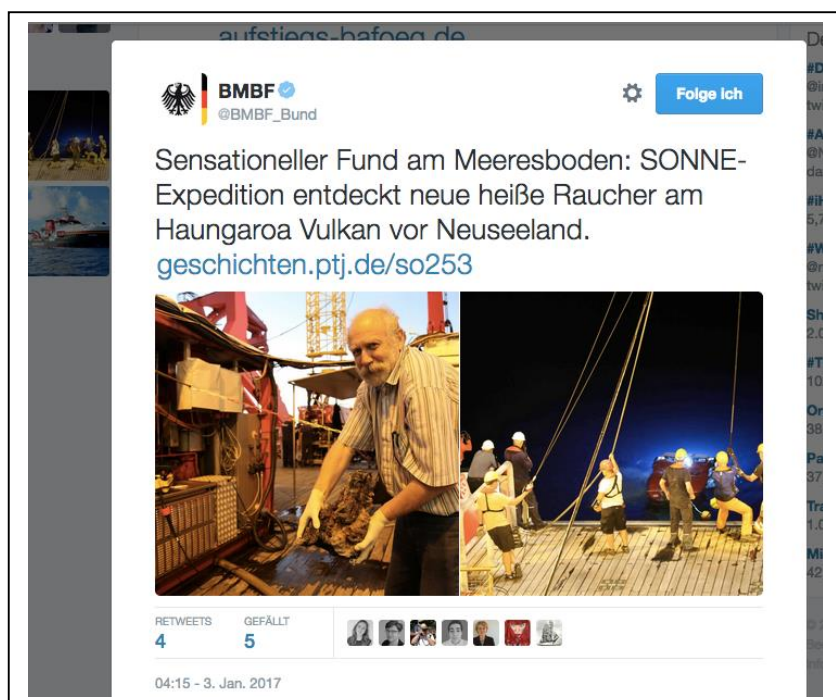 aufstiegs-bafoeg.de
BMBF
@BMBF_Bund
Folge ich
Sensationeller Fund am Meeresboden: SONNE-
Expedition entdeckt neue heiße Raucher am
Haungaroa Vulkan vor Neuseeland.
geschichten.ptj.de/so253
RETWEETS
4
GEFÄLLT
5
04:15 - 3. Jan. 2017